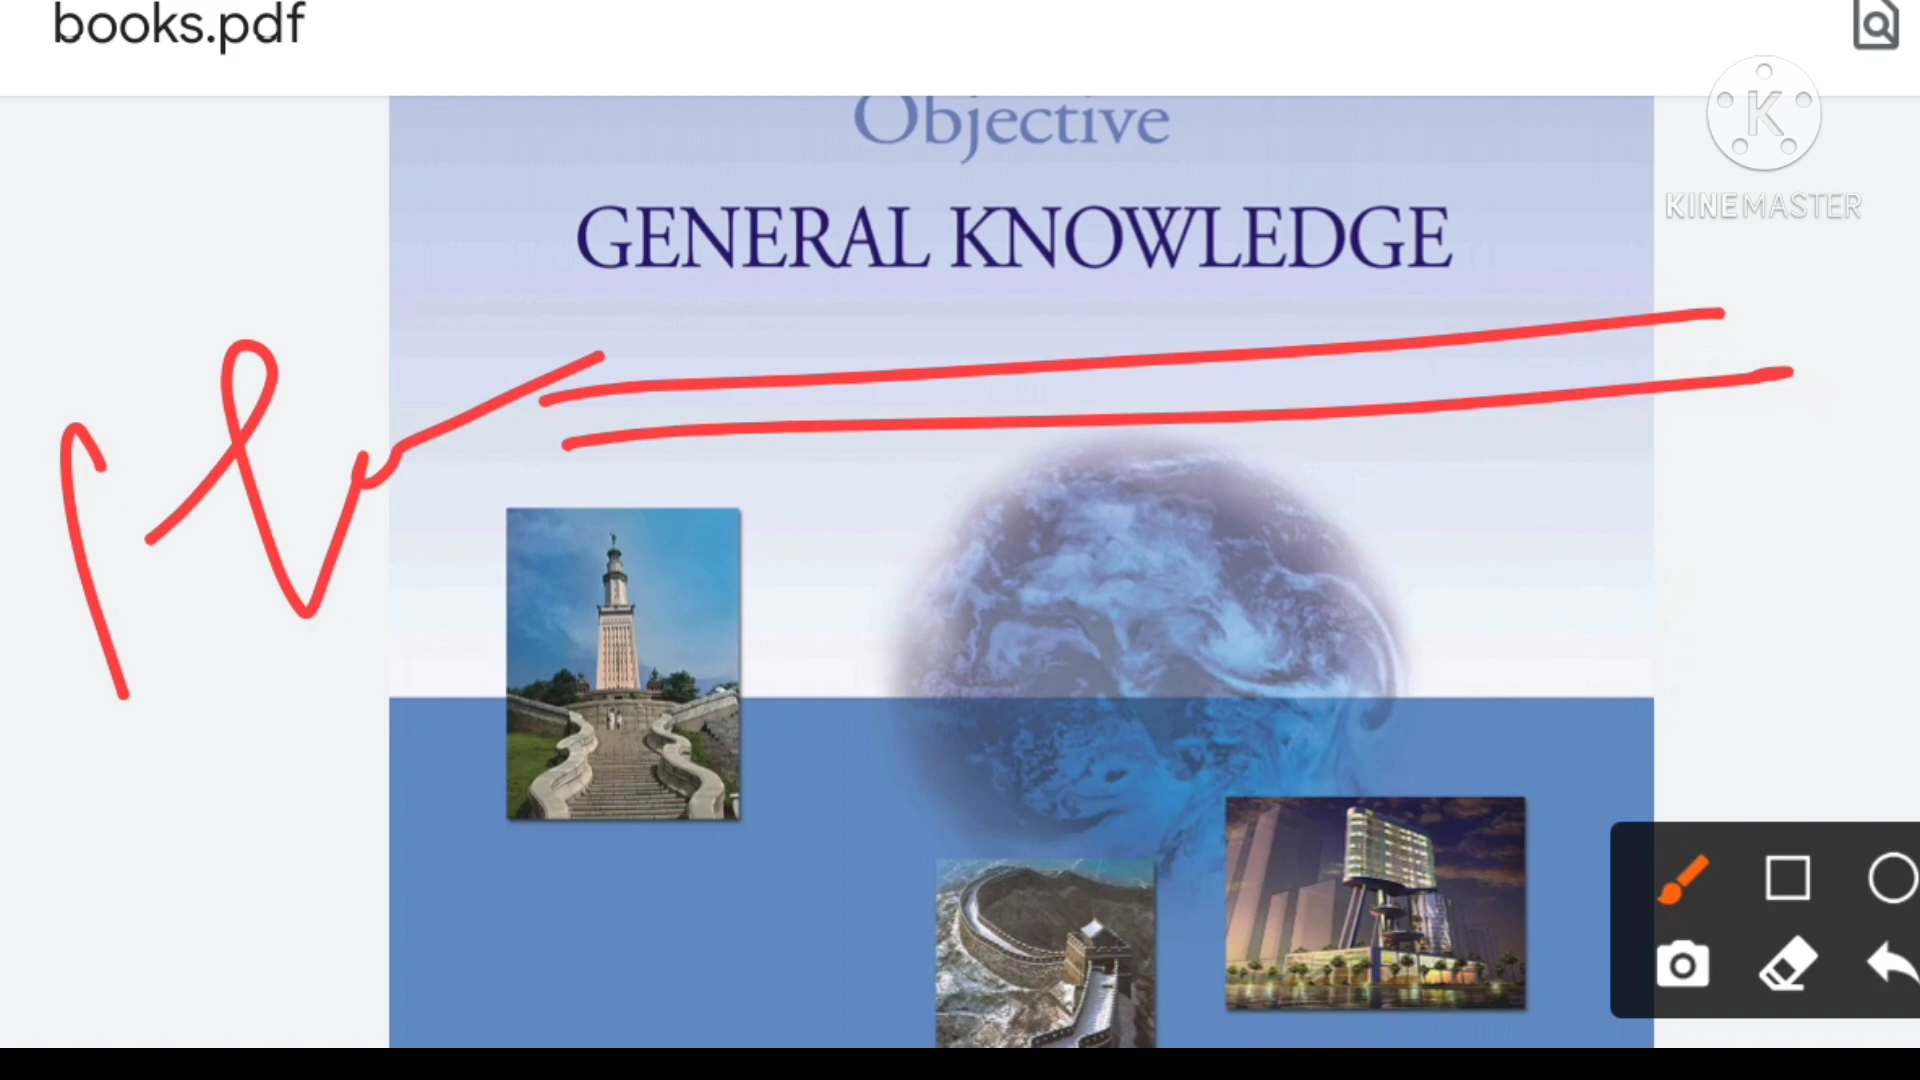 books.pdf
Objective
GENERAL KNOWLEDGE
K
KINEMASTER